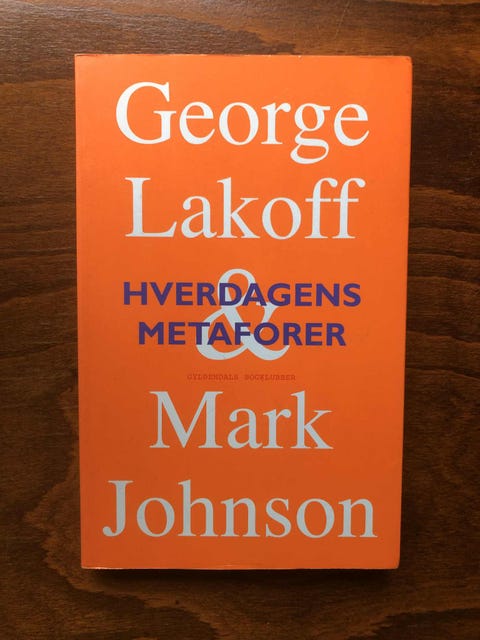 George
Lakoff
&
HVERDAGENS
METAFORER
GYLDENDALS BOGKLUBBER
Mark
Johnson